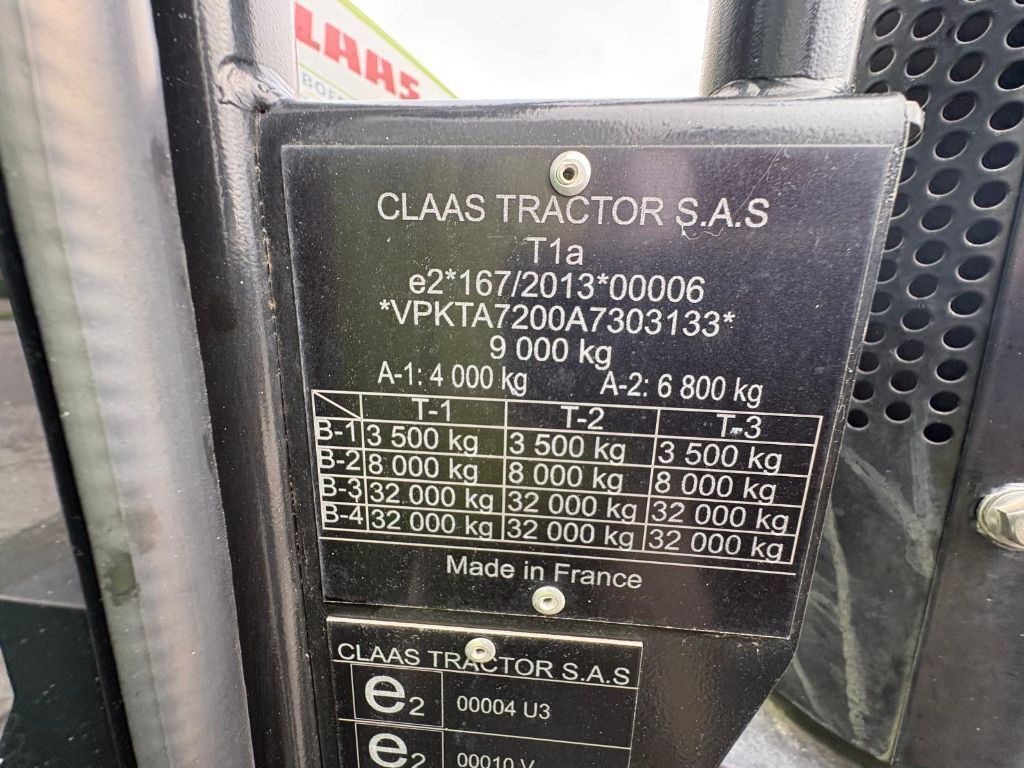 LAAS
CLAAS TRACTOR S.A.S
T1a
e2*167/2013*00006
*VPKTA7200A7303133*
9 000 kg
A-1: 4 000 kg A-2: 6 800 kg
T-1 T-2 T-3
B-1 3 500 kg 3 500 kg 3 500 kg
B-2 8 000 kg 8 000 kg 8 000 kg
B-3 32 000 kg 32 000 kg 32 000 kg
B-4 32 000 kg 32 000 kg 32 000 kg
Made in France
CLAAS TRACTOR S.A.S
e2 00004 U3
e2 00010 V